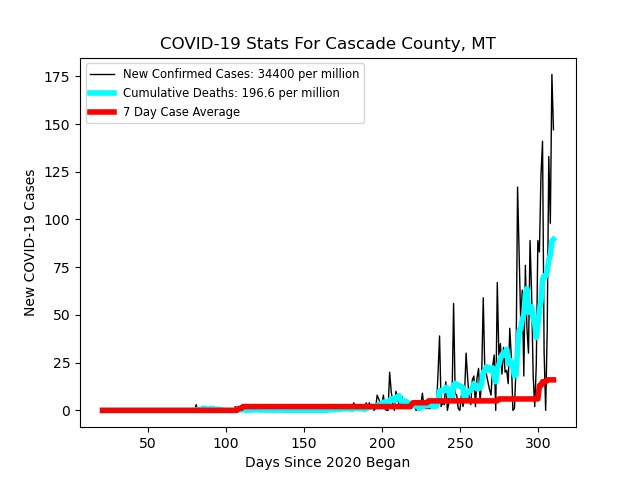 COVID-19 Stats For Cascade County, MT
New Confirmed Cases: 34400 per million
Cumulative Deaths: 196.6 per million
7 Day Case Average
New COVID-19 Cases
175
150
125
100
75
50
25
0
50 100 150 200 250 300
Days Since 2020 Began